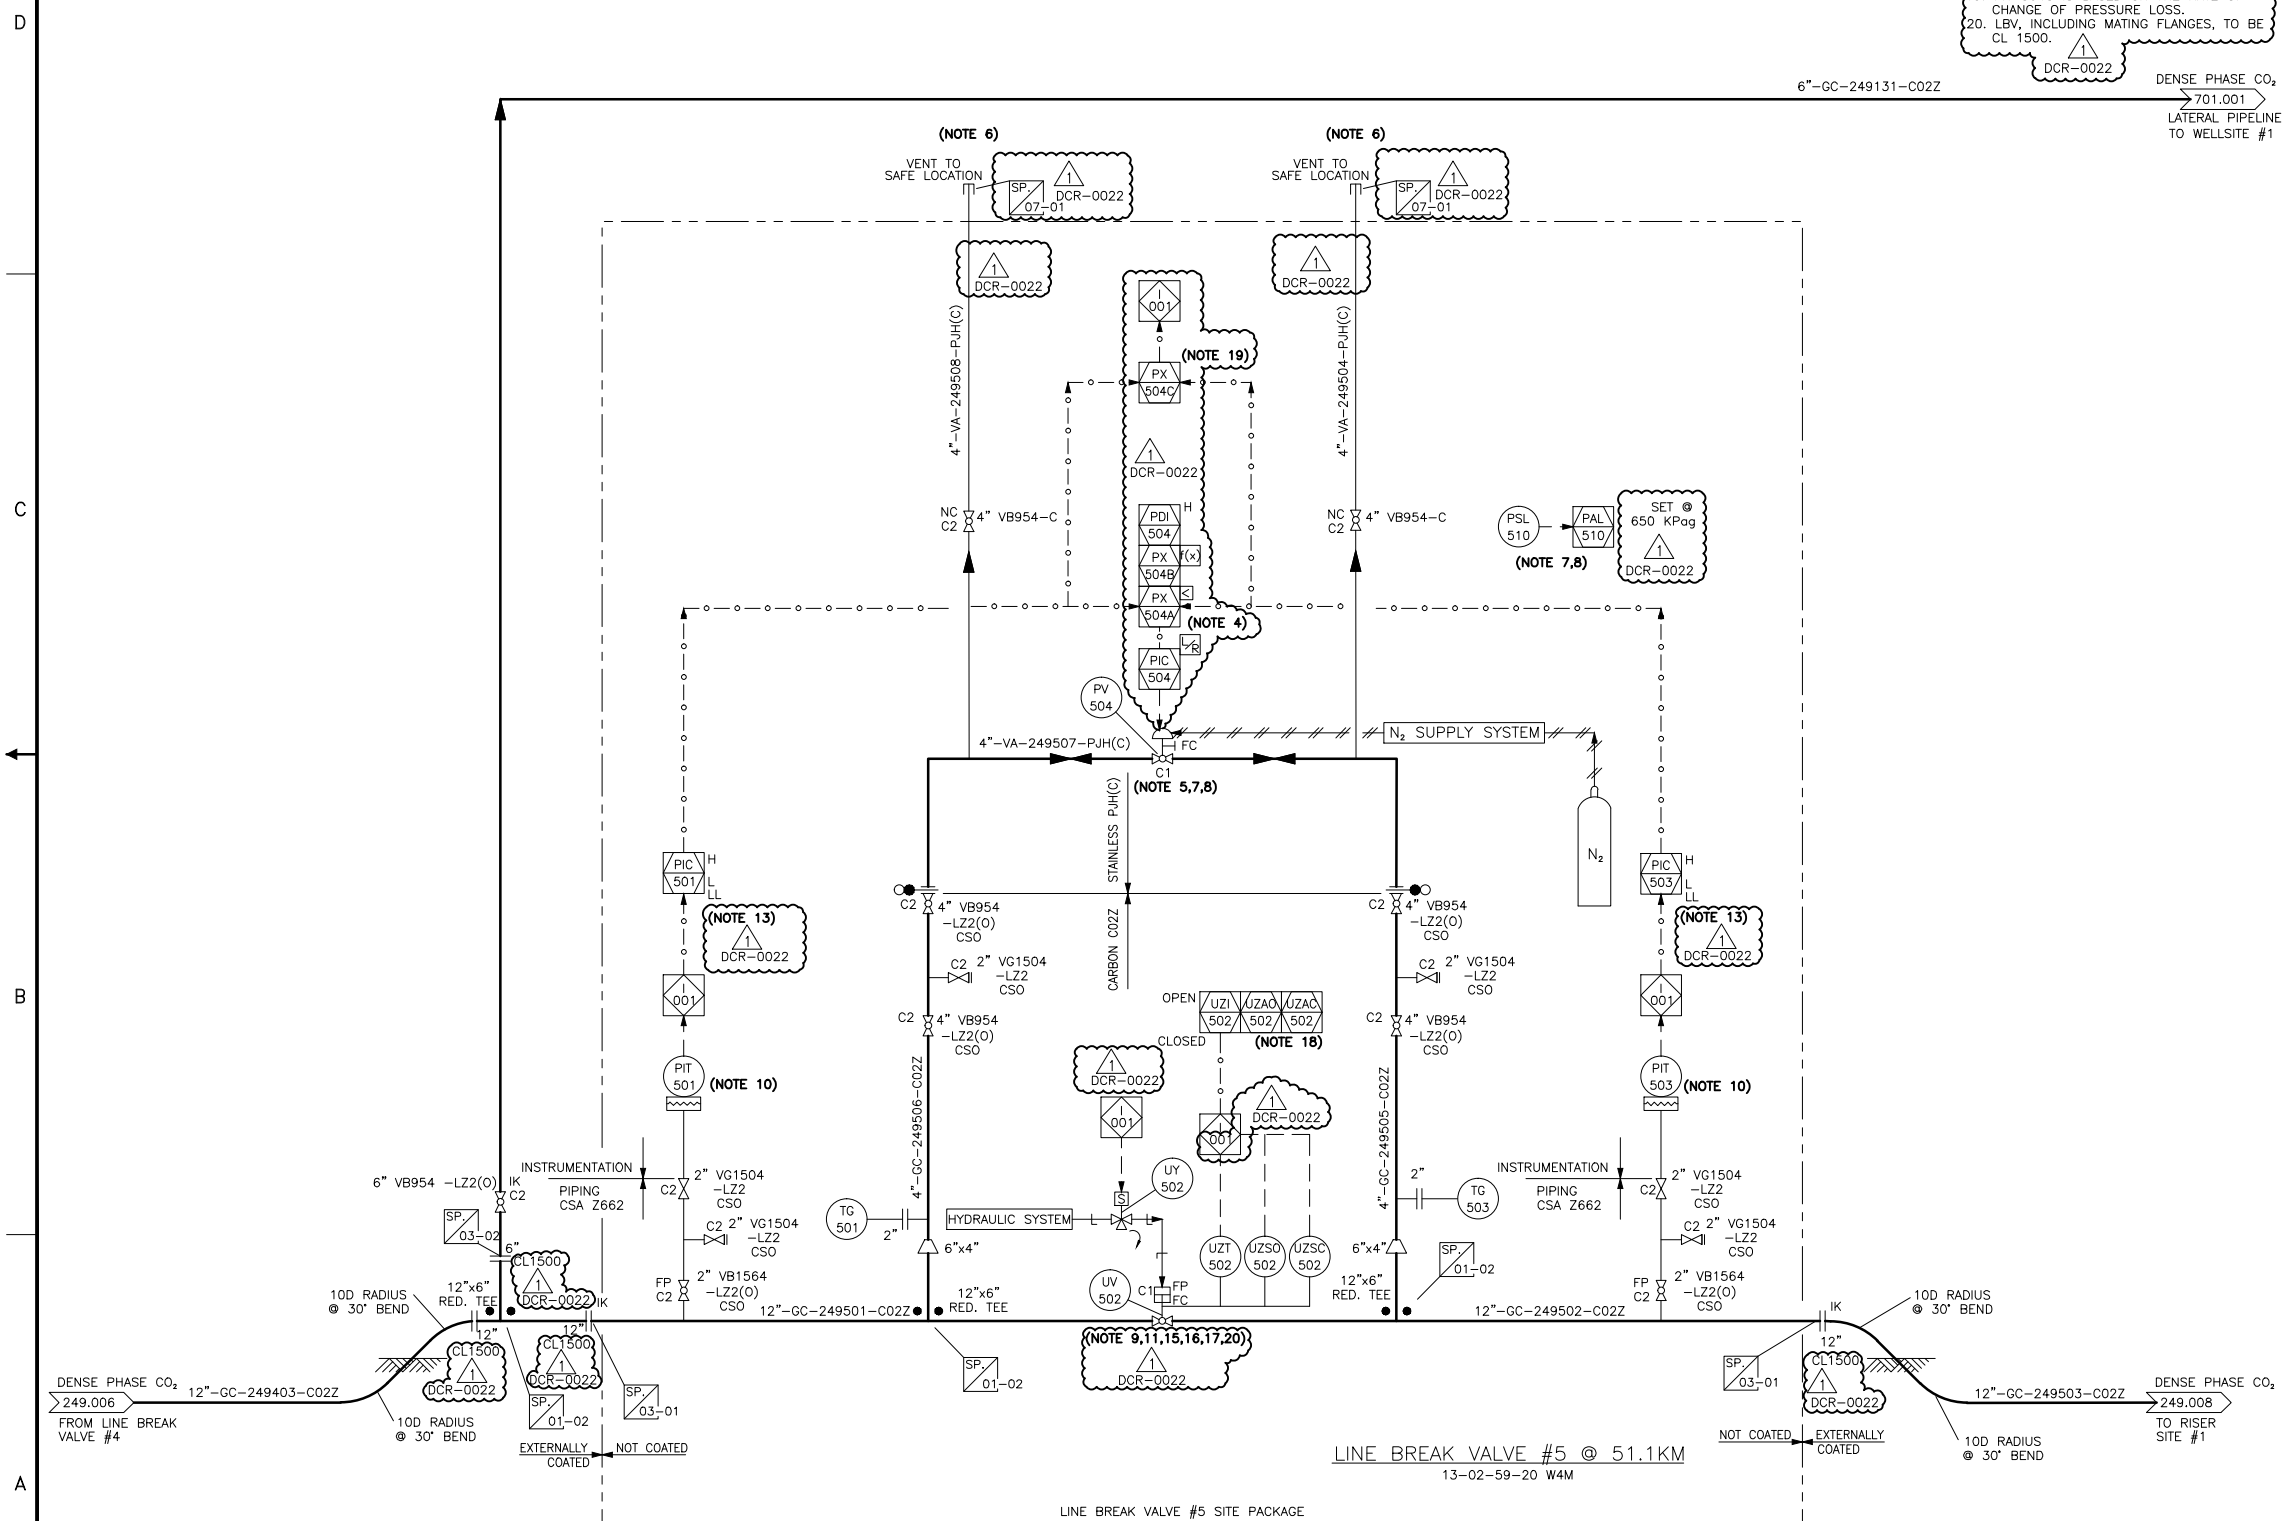 D
CHANGE OF PRESSURE LOSS.
20. LBV, INCLUDING MATING FLANGES, TO BE
CL 1500.
1
DCR-0022
6"-GC-249131-C02Z
DENSE PHASE CO₂
701.001
LATERAL PIPELINE
TO WELLSITE #1
(NOTE 6)
VENT TO
SAFE LOCATION
SP.
07-01
1
DCR-0022
(NOTE 6)
VENT TO
SAFE LOCATION
SP.
07-01
1
DCR-0022
1
DCR-0022
1
DCR-0022
4"-VA-249508-PJH(C)
4"-VA-249504-PJH(C)
I
001
(NOTE 19)
PX
504C
1
DCR-0022
C
NC
C2
4" VB954-C
NC
C2
4" VB954-C
PDI
504
H
PX
504B
f(x)
PX
504A
<
(NOTE 4)
PIC
504
L/R
PSL
510
PAL
510
(NOTE 7,8)
SET @
650 KPag
1
DCR-0022
PV
504
4"-VA-249507-PJH(C)
FC
C1
(NOTE 5,7,8)
N₂ SUPPLY SYSTEM
N₂
STAINLESS PJH(C)
CARBON C02Z
PIC
501
H
L
LL
(NOTE 13)
1
DCR-0022
I
001
PIT
501
(NOTE 10)
PIC
503
H
L
LL
(NOTE 13)
1
DCR-0022
I
001
PIT
503
(NOTE 10)
B
C2
4" VB954
-LZ2(O)
CSO
C2
2" VG1504
-LZ2
CSO
C2
4" VB954
-LZ2(O)
CSO
C2
4" VB954
-LZ2(O)
CSO
C2
2" VG1504
-LZ2
CSO
C2
4" VB954
-LZ2(O)
CSO
OPEN
UZI
502
UZAO
502
UZAC
502
CLOSED
(NOTE 18)
1
DCR-0022
I
001
1
DCR-0022
I
001
4"-GC-249506-C02Z
4"-GC-249505-C02Z
INSTRUMENTATION
PIPING
CSA Z662
C2
2" VG1504
-LZ2
CSO
C2
2" VG1504
-LZ2
CSO
FP
C2
2" VB1564
-LZ2(O)
CSO
INSTRUMENTATION
PIPING
CSA Z662
C2
2" VG1504
-LZ2
CSO
C2
2" VG1504
-LZ2
CSO
FP
C2
2" VB1564
-LZ2(O)
CSO
6" VB954 -LZ2(O)
IK
C2
SP.
03-02
6"
CL1500
1
DCR-0022
12"x6"
RED. TEE
IK
TG
501
2"
HYDRAULIC SYSTEM
L
S
L
UY
502
TG
503
2"
6"x4"
6"x4"
UZT
502
UZSO
502
UZSC
502
UV
502
C1
FP
FC
SP.
01-02
10D RADIUS
@ 30° BEND
12"-GC-249501-C02Z
12"x6"
RED. TEE
12"x6"
RED. TEE
12"-GC-249502-C02Z
IK
10D RADIUS
@ 30° BEND
12"
CL1500
1
DCR-0022
12"
CL1500
1
DCR-0022
(NOTE 9,11,15,16,17,20)
1
DCR-0022
SP.
01-02
SP.
03-01
12"
CL1500
1
DCR-0022
DENSE PHASE CO₂
249.006
FROM LINE BREAK
VALVE #4
12"-GC-249403-C02Z
10D RADIUS
@ 30° BEND
SP.
01-02
SP.
03-01
EXTERNALLY
COATED
NOT COATED
NOT COATED
EXTERNALLY
COATED
12"-GC-249503-C02Z
10D RADIUS
@ 30° BEND
DENSE PHASE CO₂
249.008
TO RISER
SITE #1
LINE BREAK VALVE #5 @ 51.1KM
13-02-59-20 W4M
A
LINE BREAK VALVE #5 SITE PACKAGE